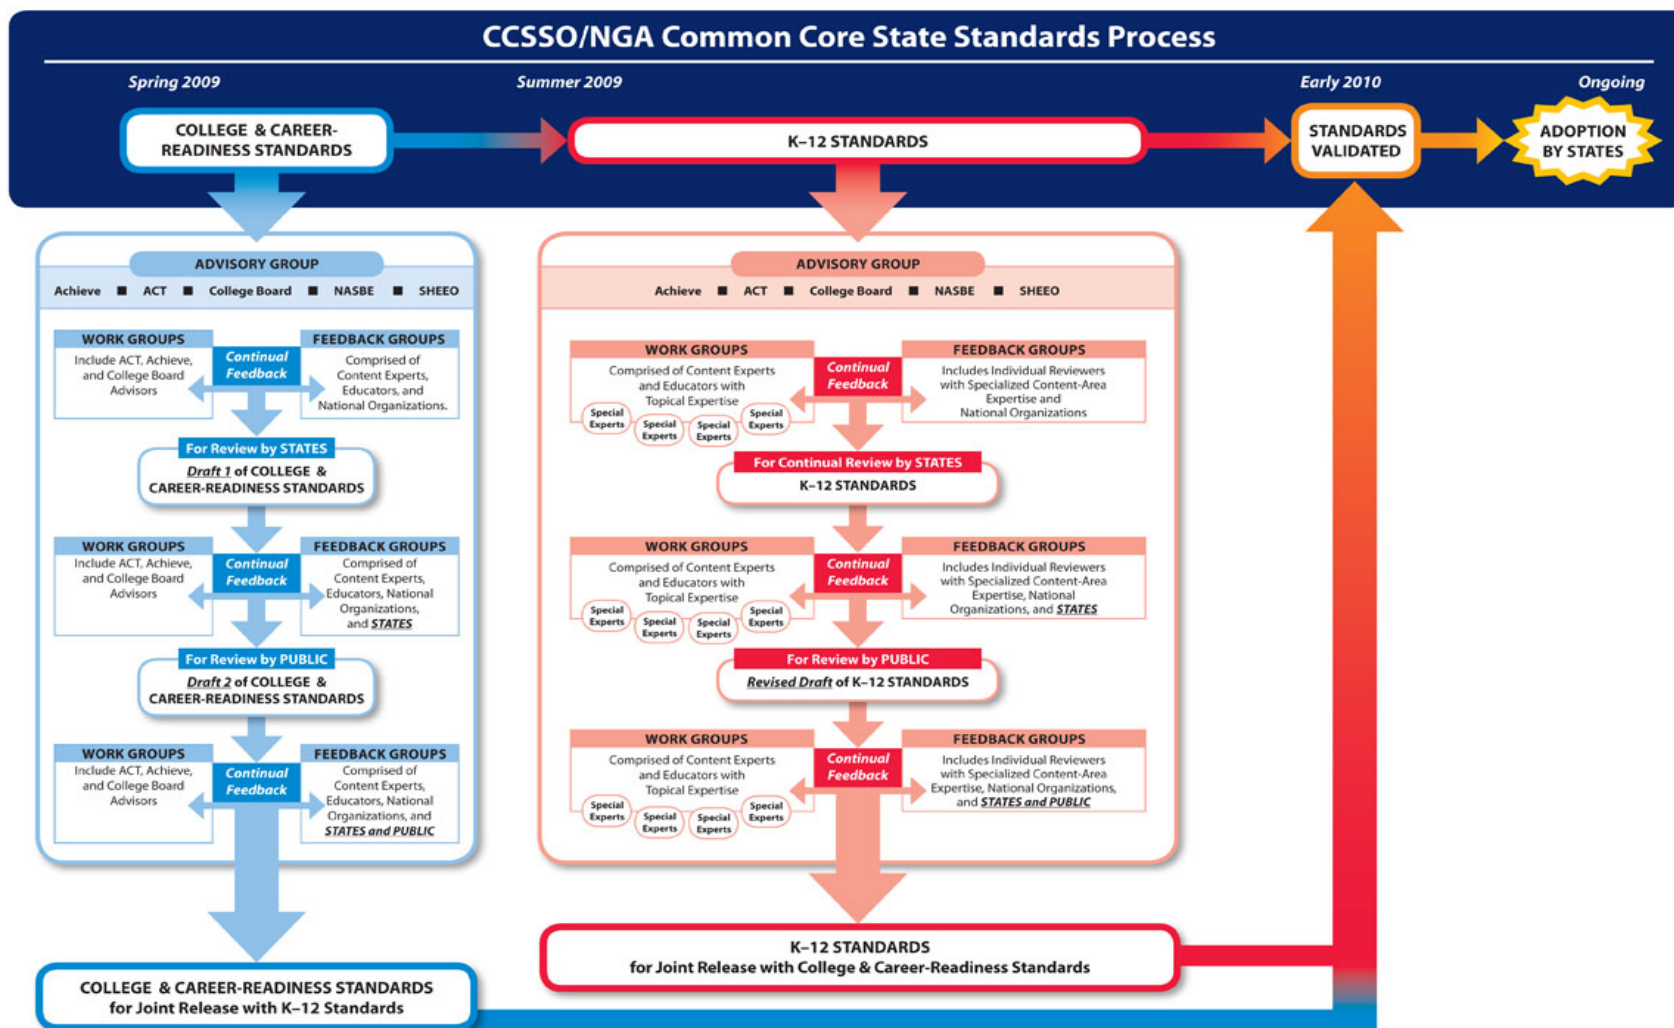 CCSSO/NGA Common Core State Standards Process
Spring 2009
Summer 2009
Early 2010
Ongoing
COLLEGE & CAREER-
READINESS STANDARDS
K–12 STANDARDS
STANDARDS
VALIDATED
ADOPTION
BY STATES
ADVISORY GROUP
Achieve ■ ACT ■ College Board ■ NASBE ■ SHEEO
WORK GROUPS
Include ACT, Achieve,
and College Board
Advisors
Continual
Feedback
FEEDBACK GROUPS
Comprised of
Content Experts,
Educators, and
National Organizations.
For Review by STATES
Draft 1 of COLLEGE &
CAREER-READINESS STANDARDS
WORK GROUPS
Include ACT, Achieve,
and College Board
Advisors
Continual
Feedback
FEEDBACK GROUPS
Comprised of
Content Experts,
Educators, National
Organizations,
and STATES
For Review by PUBLIC
Draft 2 of COLLEGE &
CAREER-READINESS STANDARDS
WORK GROUPS
Include ACT, Achieve,
and College Board
Advisors
Continual
Feedback
FEEDBACK GROUPS
Comprised of
Content Experts,
Educators, National
Organizations, and
STATES and PUBLIC
COLLEGE & CAREER-READINESS STANDARDS
for Joint Release with K–12 Standards
ADVISORY GROUP
Achieve ■ ACT ■ College Board ■ NASBE ■ SHEEO
WORK GROUPS
Comprised of Content Experts
and Educators with
Topical Expertise
Special
Experts
Special
Experts
Special
Experts
Special
Experts
Continual
Feedback
FEEDBACK GROUPS
Includes Individual Reviewers
with Specialized Content-Area
Expertise and
National Organizations
For Continual Review by STATES
K–12 STANDARDS
WORK GROUPS
Comprised of Content Experts
and Educators with
Topical Expertise
Special
Experts
Special
Experts
Special
Experts
Special
Experts
Continual
Feedback
FEEDBACK GROUPS
Includes Individual Reviewers
with Specialized Content-Area
Expertise, National
Organizations, and STATES
For Review by PUBLIC
Revised Draft of K–12 STANDARDS
WORK GROUPS
Comprised of Content Experts
and Educators with
Topical Expertise
Special
Experts
Special
Experts
Special
Experts
Special
Experts
Continual
Feedback
FEEDBACK GROUPS
Includes Individual Reviewers
with Specialized Content-Area
Expertise, National Organizations,
and STATES and PUBLIC
K–12 STANDARDS
for Joint Release with College & Career-Readiness Standards